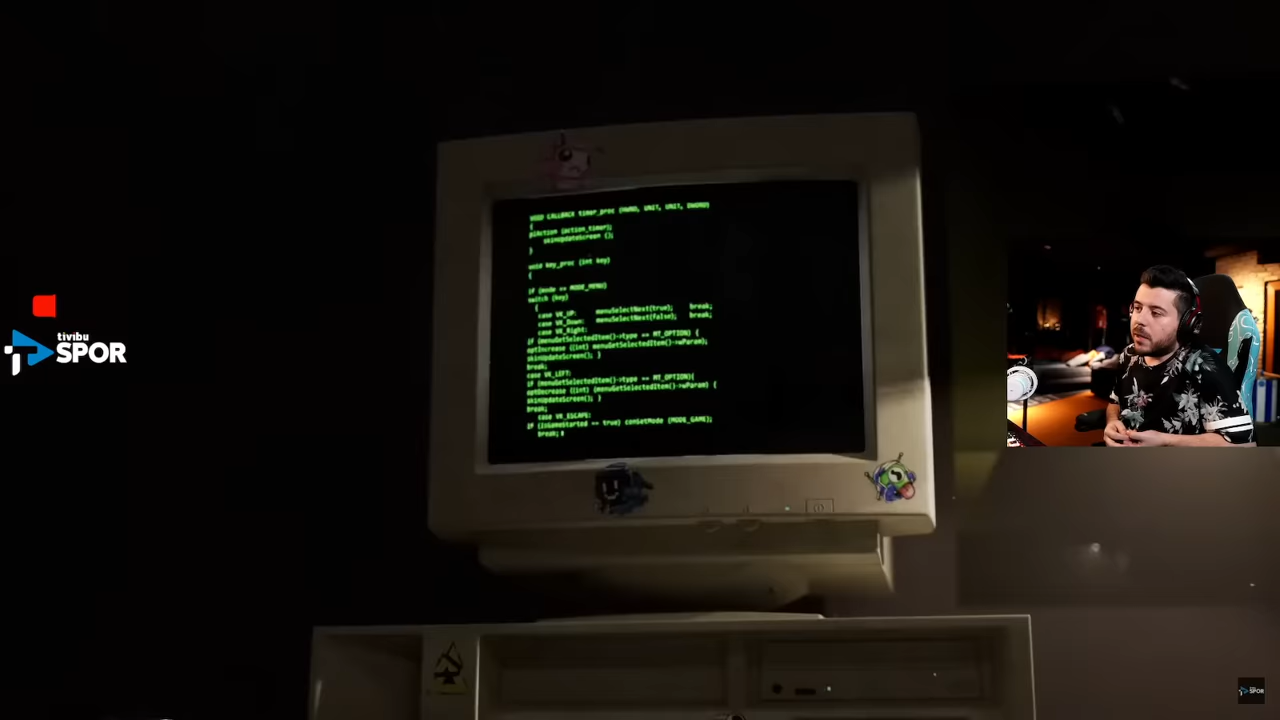 VOID CALLBACK timer_proc (HWND, UINT, UINT, DWORD)
{
piAction (action_timer);
skinUpdateScreen ();
}
void key_proc (int key)
{
if (mode == MODE_MENU)
switch (key)
{
case VK_UP: menuSelectNext(true); break;
case VK_Down: menuSelectNext(false); break;
case VK_Right:
if (menuGetSelectedItem()->type == MT_OPTION) {
optIncrease ((int) menuGetSelectedItem()->wParam);
skinUpdateScreen(); }
break;
case VK_LEFT:
if (menuGetSelectedItem()->type == MT_OPTION){
optDecrease ((int) (menuGetSelectedItem()->wParam) {
skinUpdateScreen(); }
break;
case VK_ESCAPE:
if (isGameStarted == true) conSetMode (MODE_GAME);
break;
tivibu
SPOR
SPOR